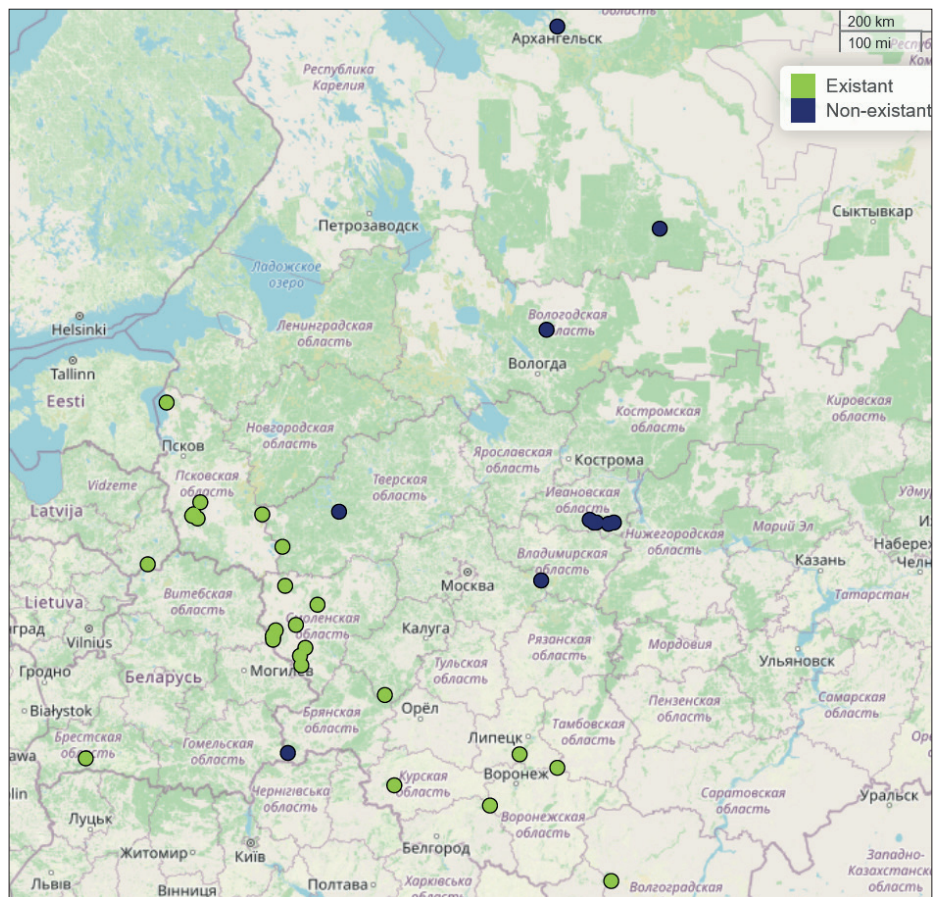 область
200 km
100 mi
Архангельск
Республика
Карелия
Existant
Non-existant
Сыктывкар
Петрозаводск
Ладожское
озеро
Helsinki
Ленинградская
область
Вологодская
область
Вологда
Tallinn
Eesti
Новгородская
область
Костромская
область
Кировская
область
Псков
Ярославская
область
Кострома
Vidzeme
Псковская
область
Тверская
область
Ивановская
область
Latvija
Нижегородская
область
Марий Эл
Владимирская
область
Казань
Москва
Татарстан
Lietuva
Витебская
область
Смоленская
область
Vilnius
Калуга
Рязанская
область
Мордовия
Ульяновск
Гродно
Беларусь
Могилёв
Тульская
область
Białystok
Брянская
область
Орёл
Пензенская
область
Самарская
область
Брестская
область
Гомельская
область
Липецк
Тамбовская
область
Воронеж
Чернігівська
область
Курская
область
Саратовская
область
Уральск
Луцьк
Воронежская
область
Житомир
Київ
Белгород
Западно-
Казахстанск
область
Львів
Вінниця
Полтава
Харківська
Волгоградская